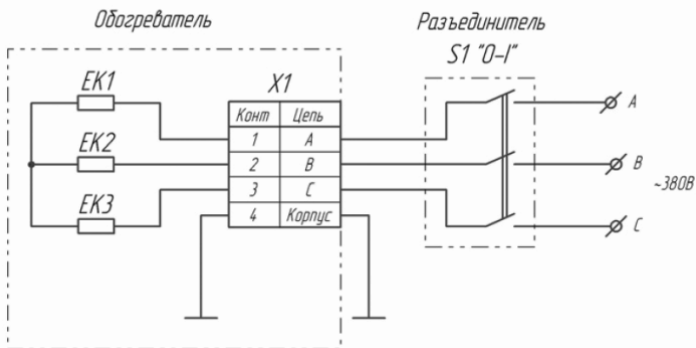 Обогреватель
Разъединитель
S1 "0-I"
EK1
X1
Конт Цепь
1 A
EK2
2 B
3 C
EK3
4 Корпус
A
B
~380В
C